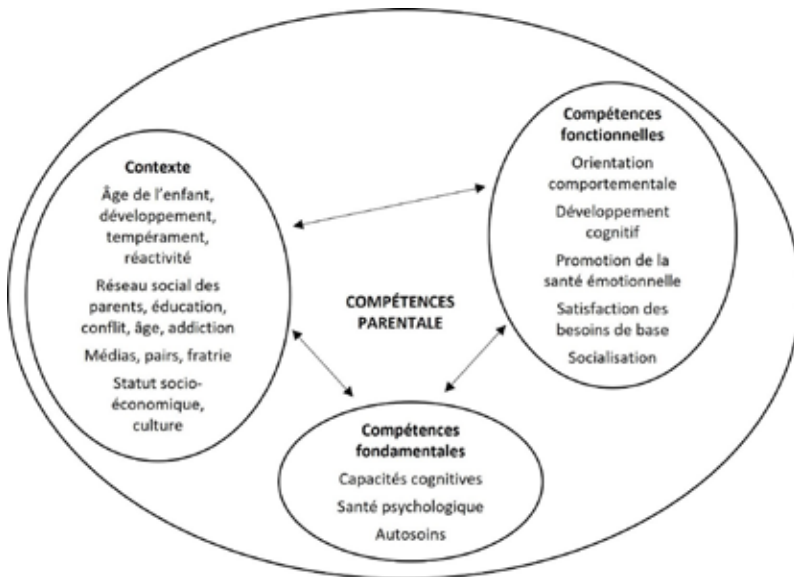 Contexte
Âge de l'enfant,
développement,
tempérament,
réactivité
Réseau social des
parents, éducation,
conflit, âge, addiction
Médias, pairs, fratrie
Statut socio-
économique,
culture
COMPÉTENCES
PARENTALE
Compétences
fonctionnelles
Orientation
comportementale
Développement
cognitif
Promotion de la
santé émotionnelle
Satisfaction des
besoins de base
Socialisation
Compétences
fondamentales
Capacités cognitives
Santé psychologique
Autosoins